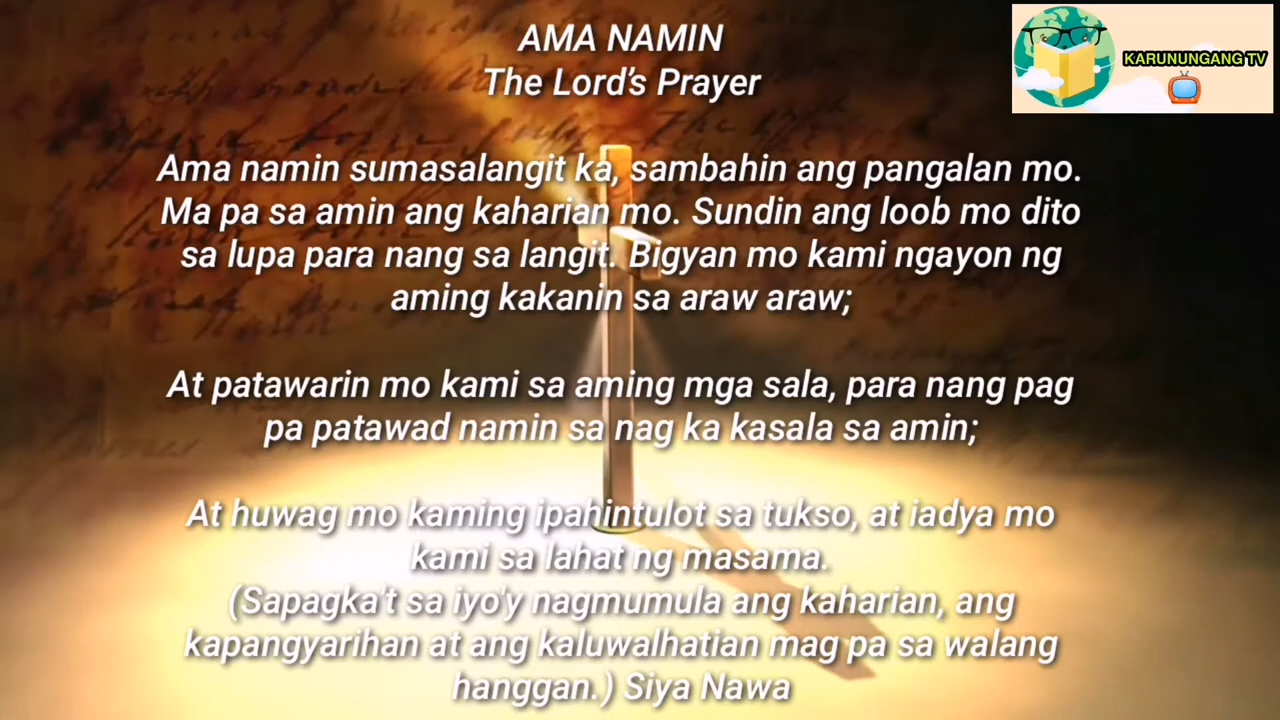 AMA NAMIN
The Lord's Prayer
KARUNUNGANG TV
Ama namin sumasalangit ka, sambahin ang pangalan mo.
Ma pa sa amin ang kaharian mo. Sundin ang loob mo dito
sa lupa para nang sa langit. Bigyan mo kami ngayon ng
aming kakanin sa araw araw;
At patawarin mo kami sa aming mga sala, para nang pag
pa patawad namin sa nag ka kasala sa amin;
At huwag mo kaming ipahintulot sa tukso, at iadya mo
kami sa lahat ng masama.
(Sapagka't sa iyo'y nagmumula ang kaharian, ang
kapangyarihan at ang kaluwalhatian mag pa sa walang
hanggan.) Siya Nawa